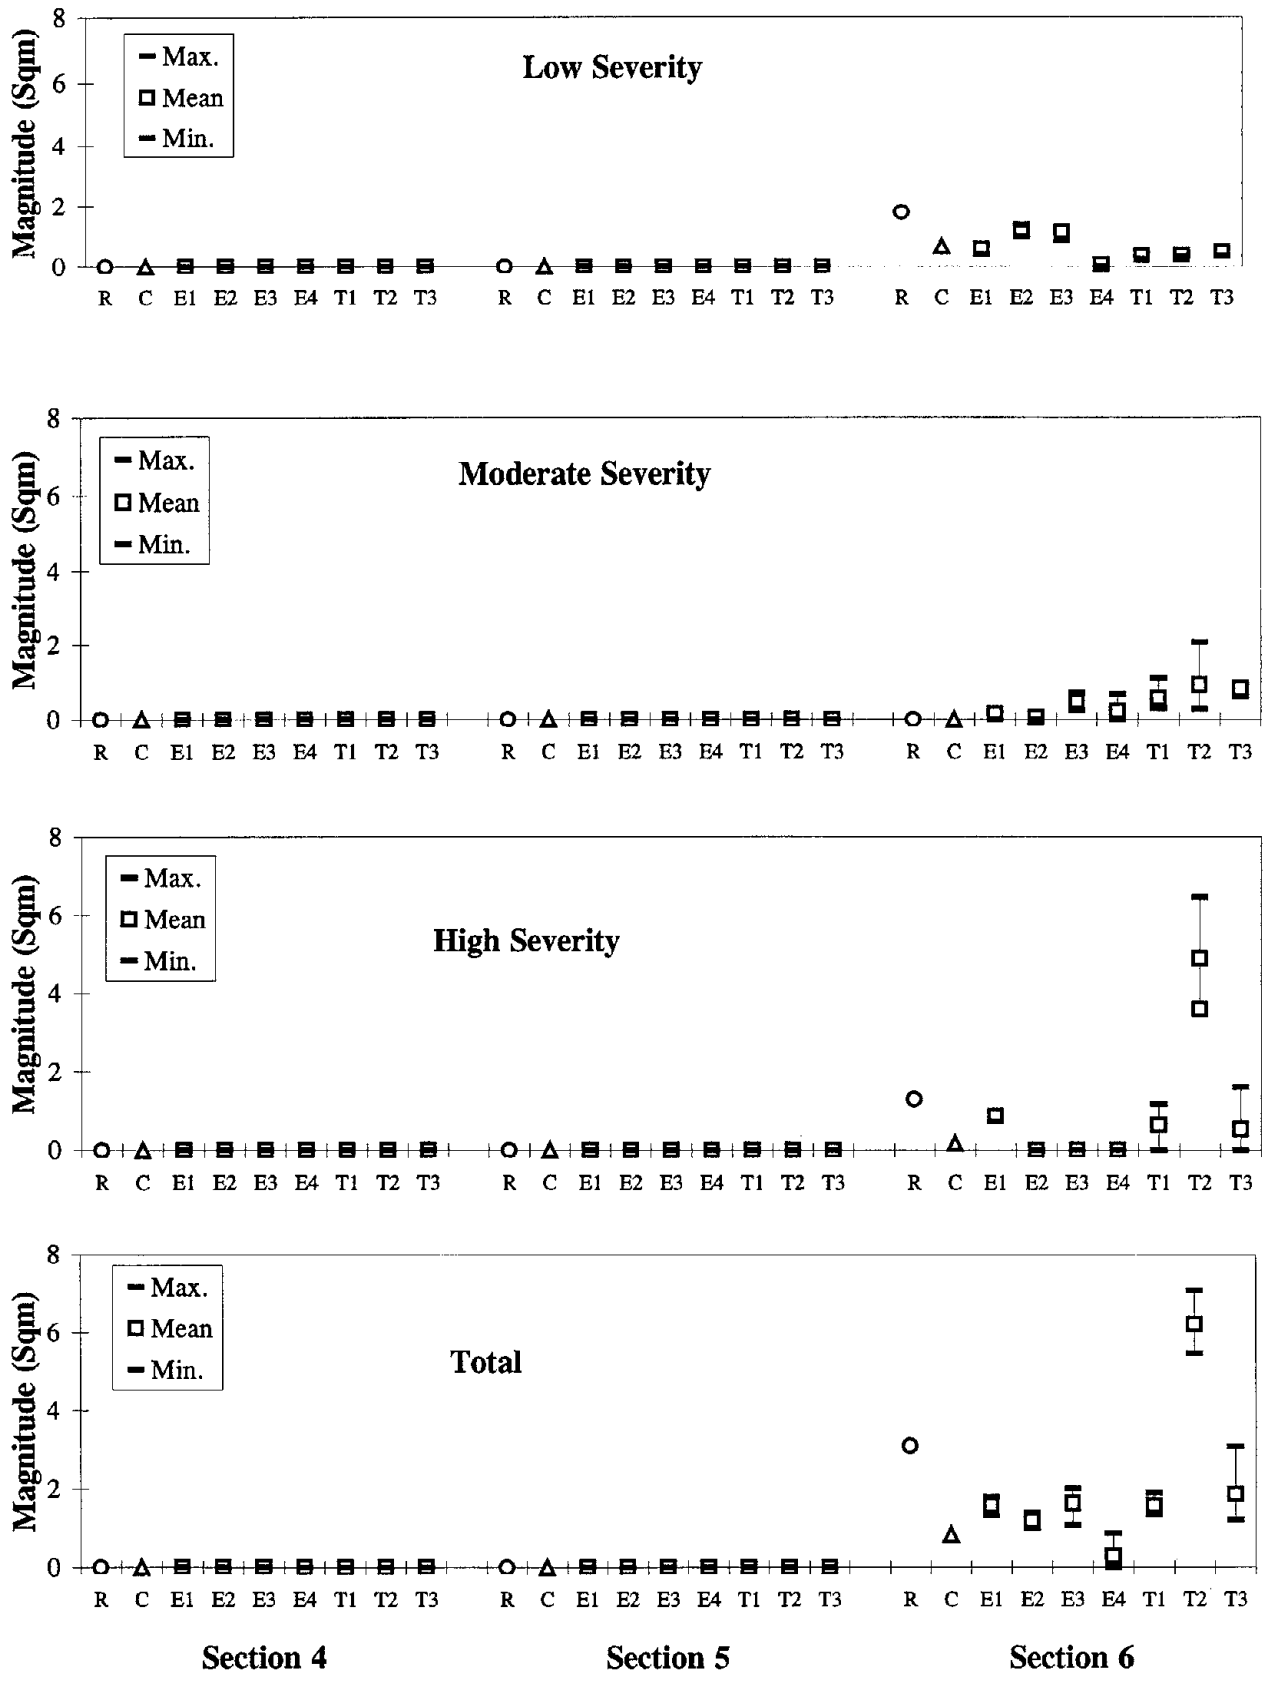 8
Max.
Mean
Min.
Low Severity
6
4
2
0
Magnitude (Sqm)
R C E1 E2 E3 E4 T1 T2 T3 R C E1 E2 E3 E4 T1 T2 T3 R C E1 E2 E3 E4 T1 T2 T3
8
Max.
Mean
Min.
Moderate Severity
6
4
2
0
Magnitude (Sqm)
R C E1 E2 E3 E4 T1 T2 T3 R C E1 E2 E3 E4 T1 T2 T3 R C E1 E2 E3 E4 T1 T2 T3
8
Max.
Mean
Min.
High Severity
6
4
2
0
Magnitude (Sqm)
R C E1 E2 E3 E4 T1 T2 T3 R C E1 E2 E3 E4 T1 T2 T3 R C E1 E2 E3 E4 T1 T2 T3
8
Max.
Mean
Min.
Total
6
4
2
0
Magnitude (Sqm)
R C E1 E2 E3 E4 T1 T2 T3 R C E1 E2 E3 E4 T1 T2 T3 R C E1 E2 E3 E4 T1 T2 T3
Section 4 Section 5 Section 6